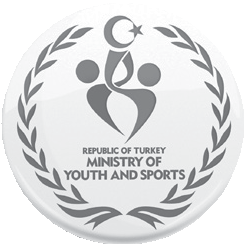 REPUBLIC OF TURKEY
MINISTRY OF
YOUTH AND SPORTS